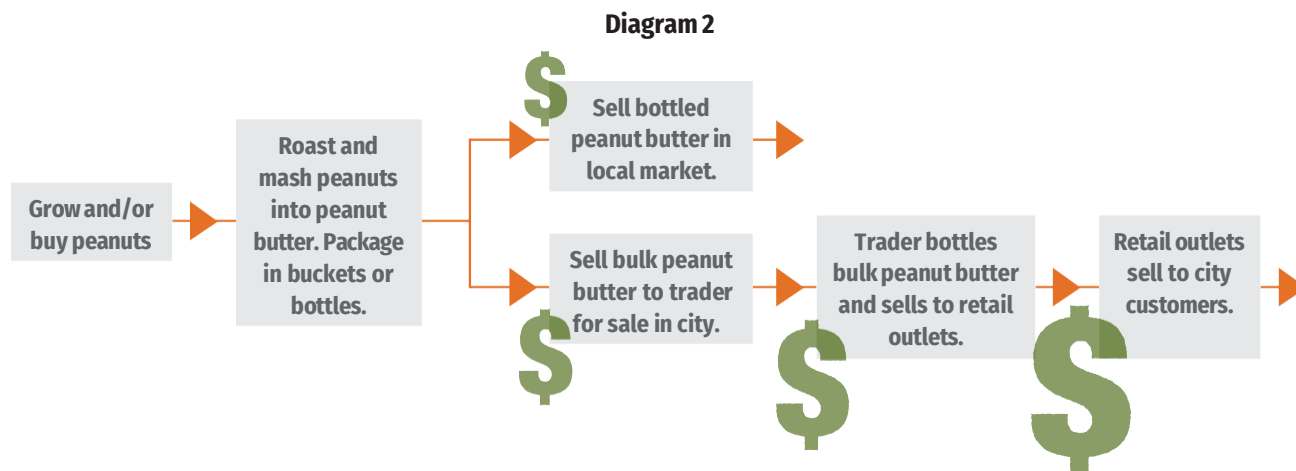 Diagram 2
Grow and/or
buy peanuts
Roast and
mash peanuts
into peanut
butter. Package
in buckets or
bottles.
$
Sell bottled
peanut butter in
local market.
$
Sell bulk peanut
butter to trader
for sale in city.
$
Trader bottles
bulk peanut butter
and sells to retail
outlets.
$
Retail outlets
sell to city
customers.